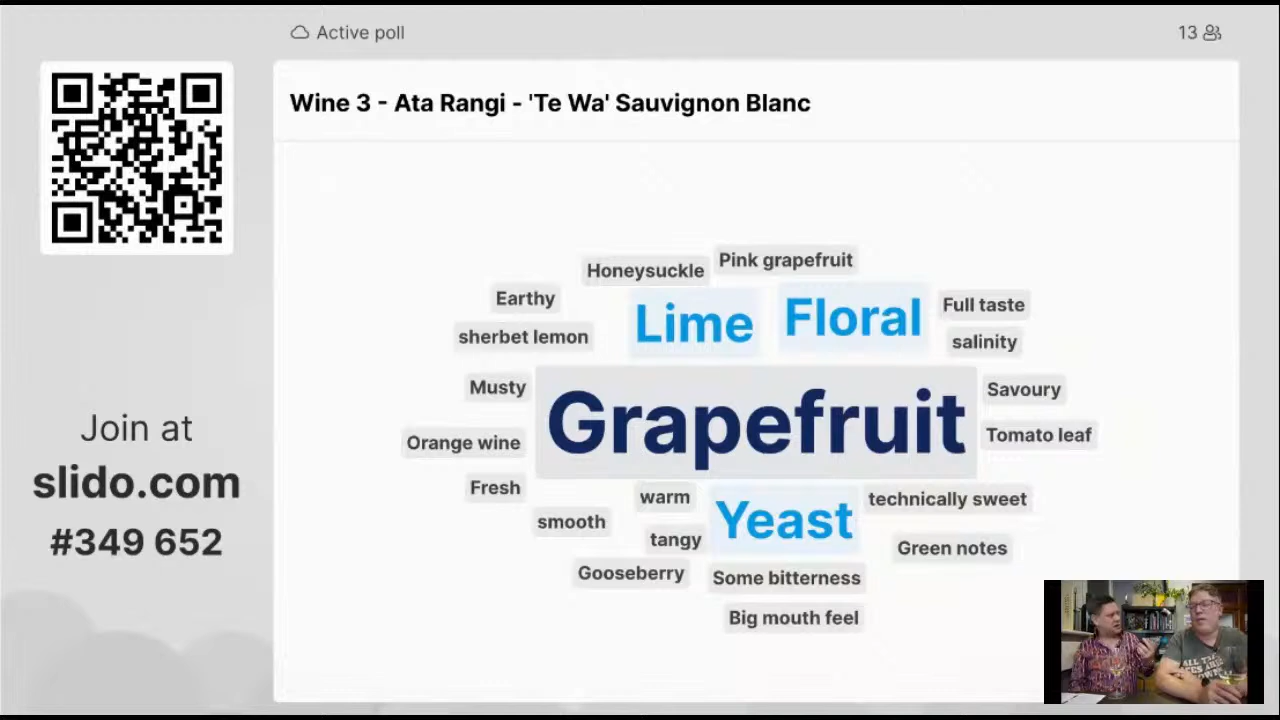 Active poll
13
Wine 3 - Ata Rangi - 'Te Wa' Sauvignon Blanc
Honeysuckle
Pink grapefruit
Earthy
Lime
Floral
Full taste
sherbet lemon
salinity
Musty
Grapefruit
Savoury
Orange wine
Tomato leaf
Fresh
warm
Yeast
technically sweet
smooth
tangy
Green notes
Gooseberry
Some bitterness
Big mouth feel
Join at
slido.com
#349 652
ALL THE